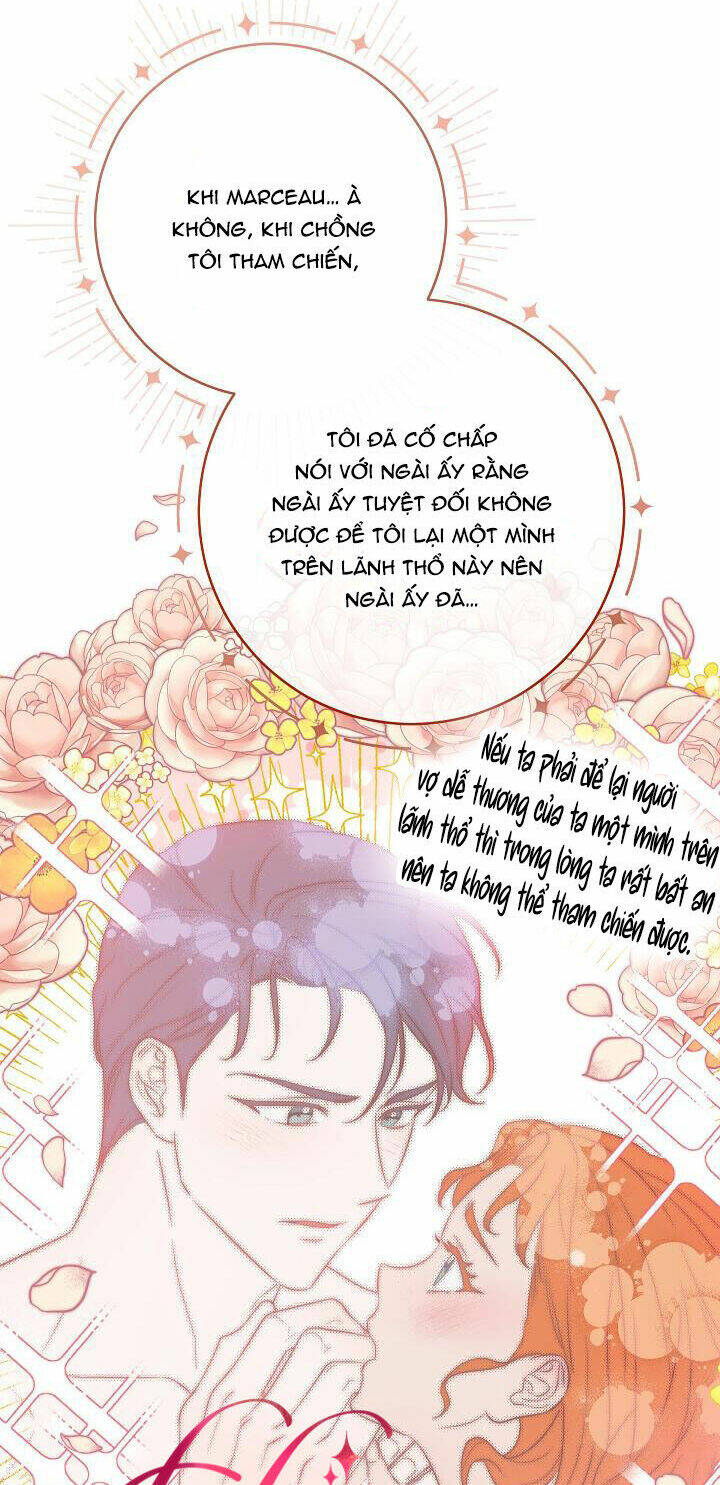 KHI MARCEAU... À
KHÔNG, KHI CHỒNG
TÔI THAM CHIẾN,
TÔI ĐÃ CỐ CHẤP
NÓI VỚI NGÀI ẤY RẰNG
NGÀI ẤY TUYỆT ĐỐI KHÔNG
ĐƯỢC ĐỂ TÔI LẠI MỘT MÌNH
TRÊN LÃNH THỔ NÀY NÊN
NGÀI ẤY ĐÃ...
Nếu ta phải để lại người
vợ dễ thương của ta một mình trên
lãnh thổ thì trong lòng ta rất bất an
nên ta không thể tham chiến được.